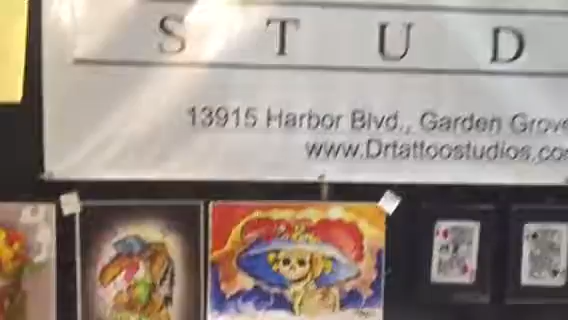 S T U D
13915 Harbor Blvd., Garden Grove
www.Drtattoostudios.co